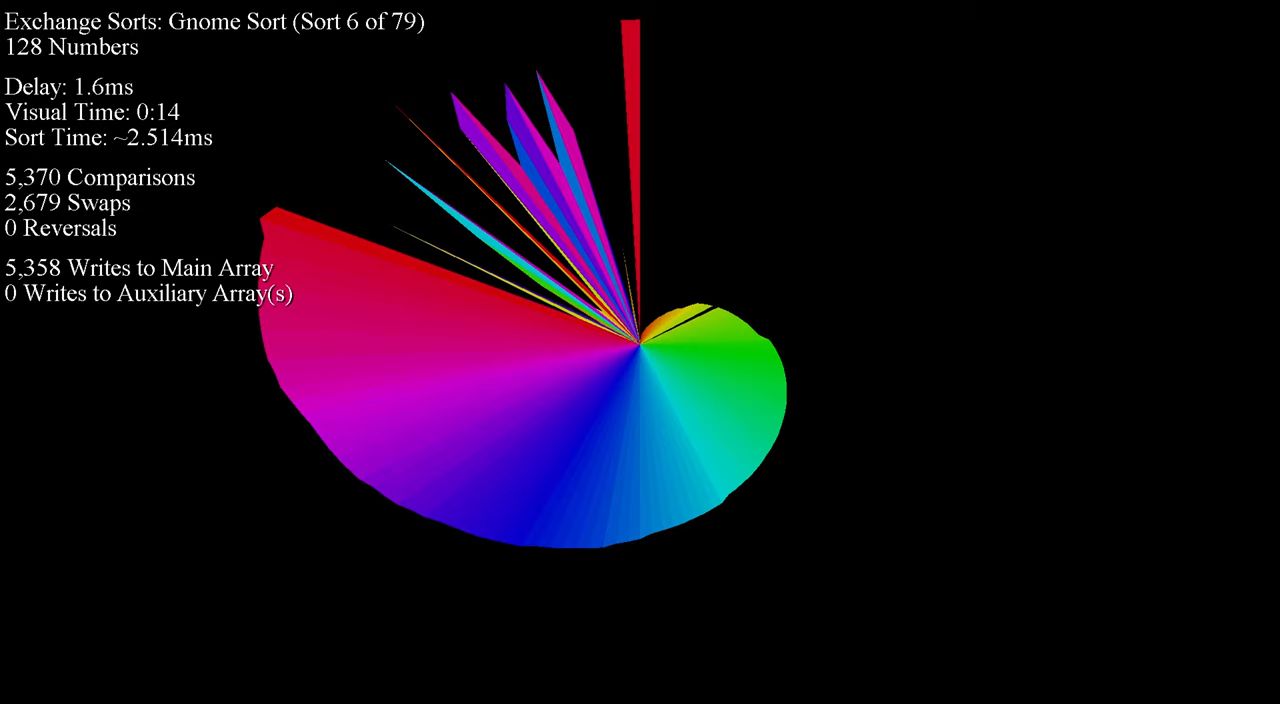 Exchange Sorts: Gnome Sort (Sort 6 of 79)
128 Numbers
Delay: 1.6ms
Visual Time: 0:14
Sort Time: ~2.514ms
5,370 Comparisons
2,679 Swaps
0 Reversals
5,358 Writes to Main Array
0 Writes to Auxiliary Array(s)